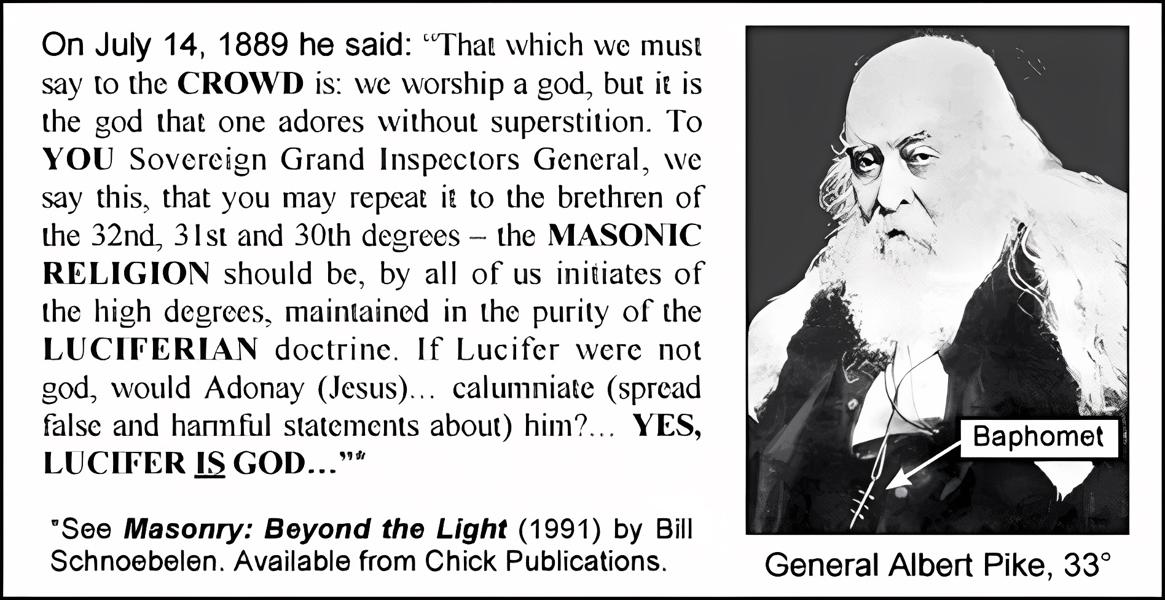 On July 14, 1889 he said: “That which we must
say to the CROWD is: we worship a god, but it is
the god that one adores without superstition. To
YOU Sovereign Grand Inspectors General, we
say this, that you may repeat it to the brethren of
the 32nd, 31st and 30th degrees – the MASONIC
RELIGION should be, by all of us initiates of
the high degrees, maintained in the purity of the
LUCIFERIAN doctrine. If Lucifer were not
god, would Adonay (Jesus)... calumniate (spread
false and harmful statements about) him?... YES,
LUCIFER IS GOD...”*
*See Masonry: Beyond the Light (1991) by Bill
Schnoebelen. Available from Chick Publications.
Baphomet
General Albert Pike, 33°